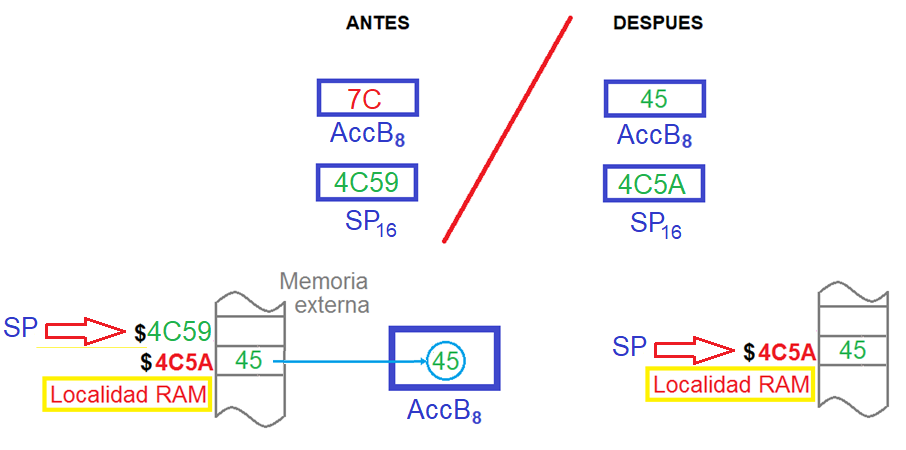 ANTES
DESPUES
7C
AccB8
4C59
SP16
45
AccB8
4C5A
SP16
Memoria
externa
SP
$4C59
$4C5A
45
Localidad RAM
45
AccB8
SP
$4C5A
45
Localidad RAM